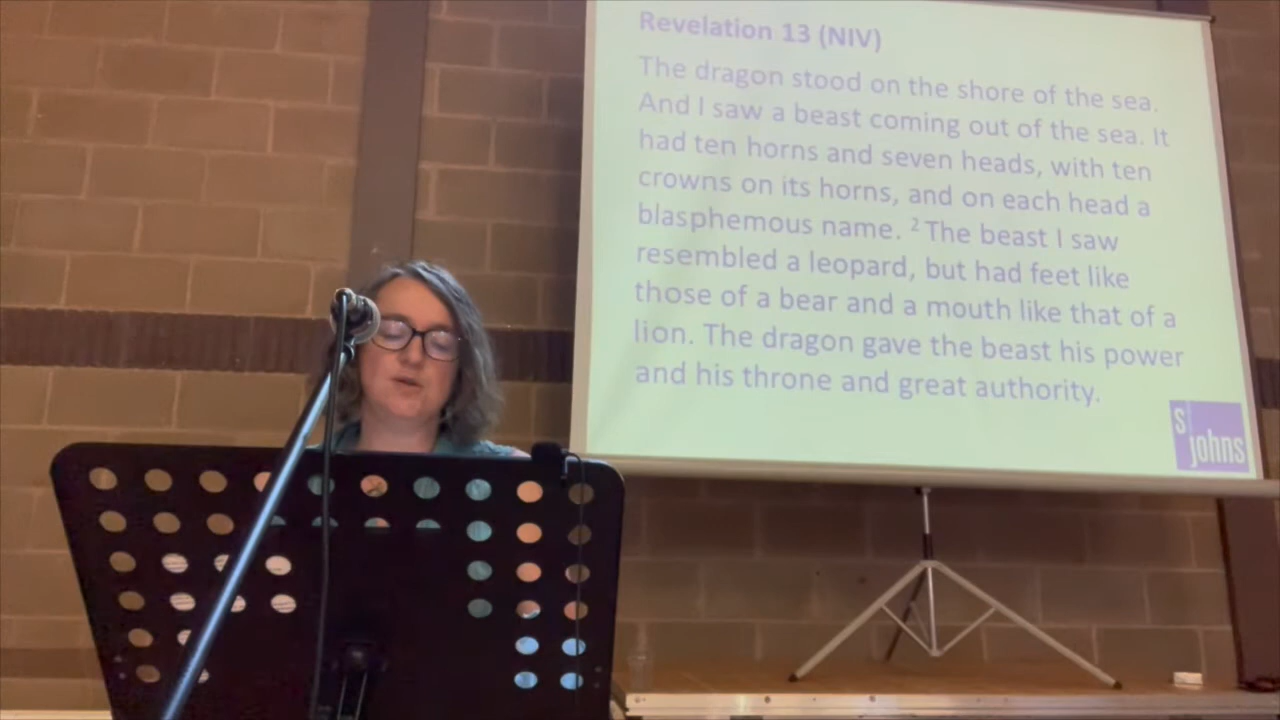 Revelation 13 (NIV)
The dragon stood on the shore of the sea.
And I saw a beast coming out of the sea. It
had ten horns and seven heads, with ten
crowns on its horns, and on each head a
blasphemous name. ² The beast I saw
resembled a leopard, but had feet like
those of a bear and a mouth like that of a
lion. The dragon gave the beast his power
and his throne and great authority.
S
johns